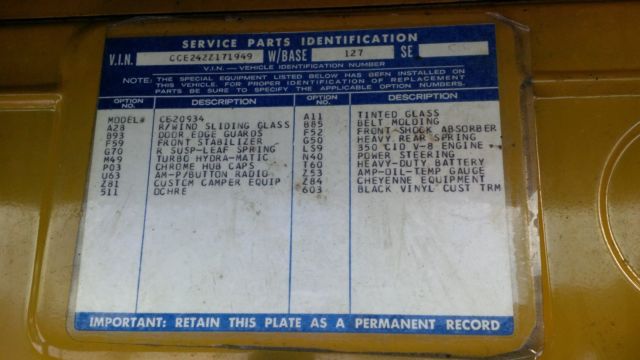 SERVICE PARTS IDENTIFICATION
V.I.N. CCE242Z171949 W/BASE 127 SE
V.I.N. – VEHICLE IDENTIFICATION NUMBER
NOTE: THE SPECIAL EQUIPMENT LISTED BELOW HAS BEEN INSTALLED ON
THIS VEHICLE. FOR PROPER IDENTIFICATION OF REPLACEMENT
PARTS BE SURE TO SPECIFY THE APPLICABLE OPTION NUMBERS.
OPTION NO. DESCRIPTION OPTION NO. DESCRIPTION
MODEL# CE20934 A11 TINTED GLASS
A28 R/WIND SLIDING GLASS B85 BELT MOLDING
B93 DOOR EDGE GUARDS F52 FRONT SHOCK ABSORBER
F59 FRONT STABILIZER G50 HEAVY REAR SPRING
G70 R SUSP-LEAF SPRING LS9 350 CID V-8 ENGINE
M49 TURBO HYDRA-MATIC N40 POWER STEERING
P03 CHROME HUB CAPS T60 HEAVY-DUTY BATTERY
U63 AM-P/BUTTON RADIO Z53 AMP-OIL-TEMP GAUGE
Z81 CUSTOM CAMPER EQUIP Z84 CHEYENNE EQUIPMENT
511 OCHRE 603 BLACK VINYL CUST TRM
IMPORTANT: RETAIN THIS PLATE AS A PERMANENT RECORD